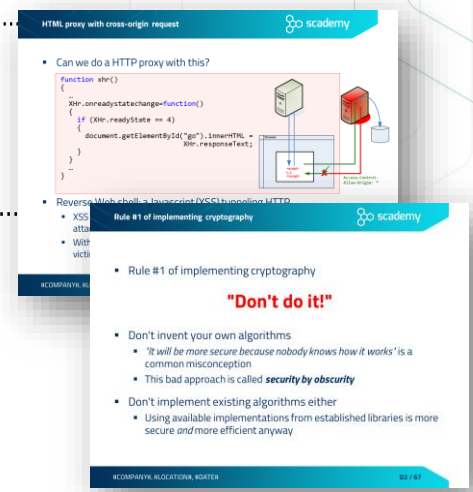 HTML proxy with cross-origin request
scademy
Can we do a HTTP proxy with this?
function xhr()
{
…
XHr.onreadystatechange=function()
{
if (XHr.readyState == 4)
{
document.getElementById("go").innerHTML =
XHr.responseText;
}
}
…
}
Access-Control-
Allow-Origin: *
Reverse Web shell: a Javascript (XSS) tunneling HTTP
XSS
atta
With
victi
#COMPANY#, #L
Rule #1 of implementing cryptography
scademy
Rule #1 of implementing cryptography
"Don't do it!"
Don't invent your own algorithms
"It will be more secure because nobody knows how it works" is a
common misconception
This bad approach is called security by obscurity
Don't implement existing algorithms either
Using available implementations from established libraries is more
secure and more efficient anyway
#COMPANY#, #LOCATION#, #DATE#
D2 / 67